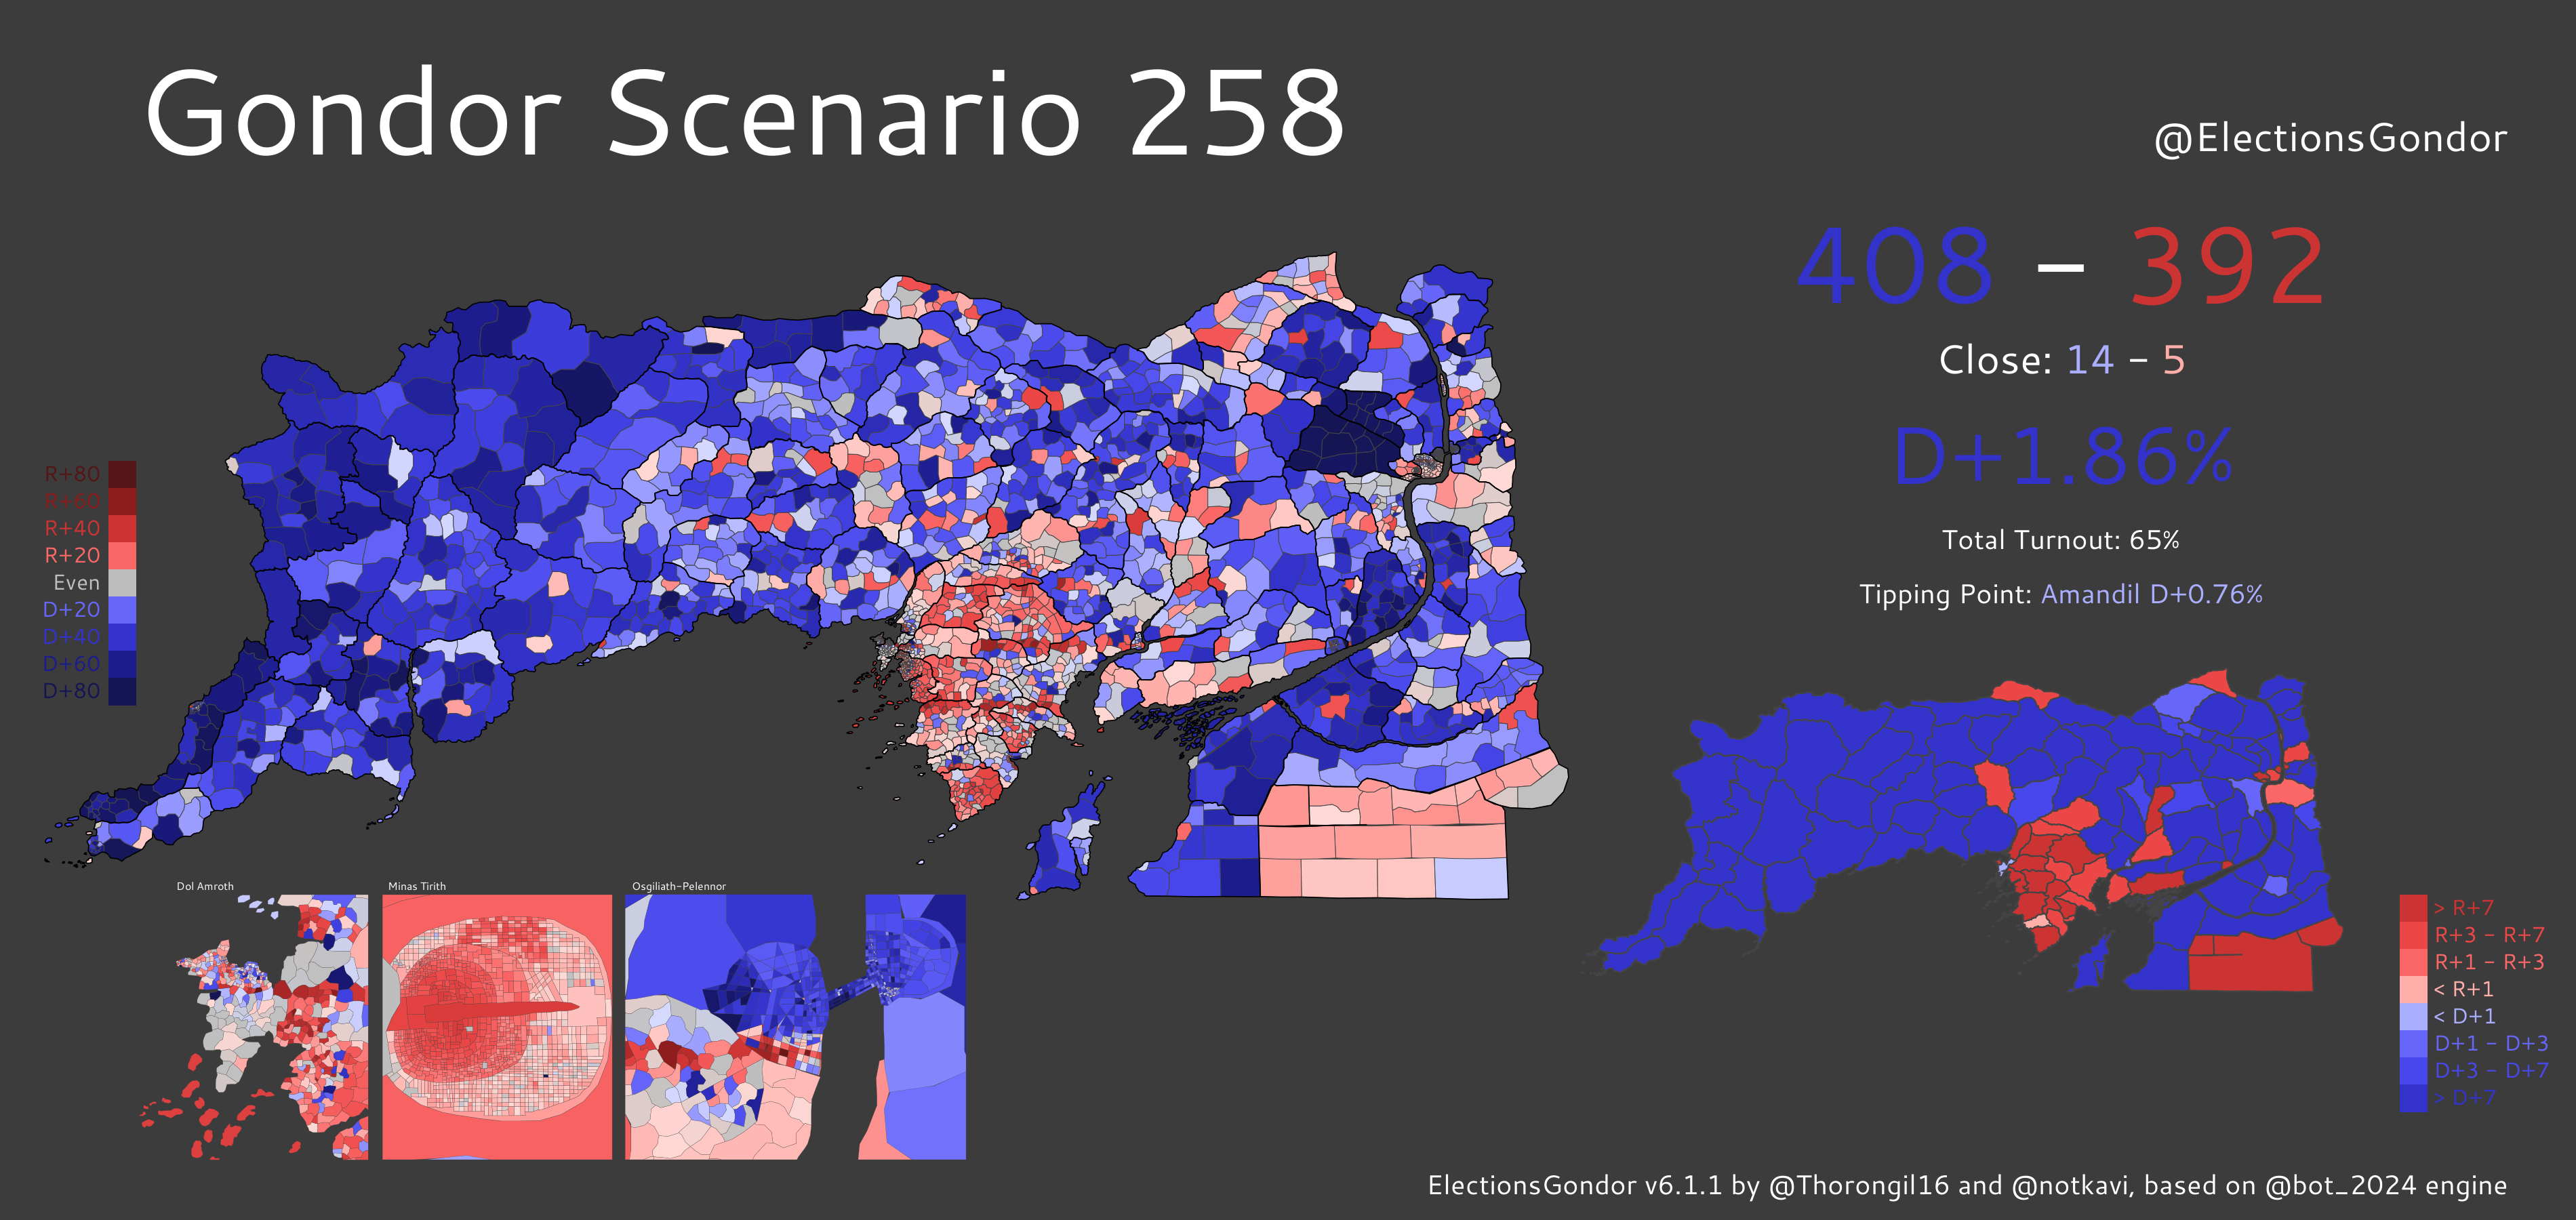 Gondor Scenario 258
@ElectionsGondor
408 – 392
Close: 14 - 5
D+1.86%
Total Turnout: 65%
Tipping Point: Amandil D+0.76%
R+80
R+60
R+40
R+20
Even
D+20
D+40
D+60
D+80
Dol Amroth
Minas Tirith
Osgiliath-Pelennor
> R+7
R+3 - R+7
R+1 - R+3
< R+1
< D+1
D+1 - D+3
D+3 - D+7
> D+7
ElectionsGondor v6.1.1 by @Thorongil16 and @notkavi, based on @bot_2024 engine